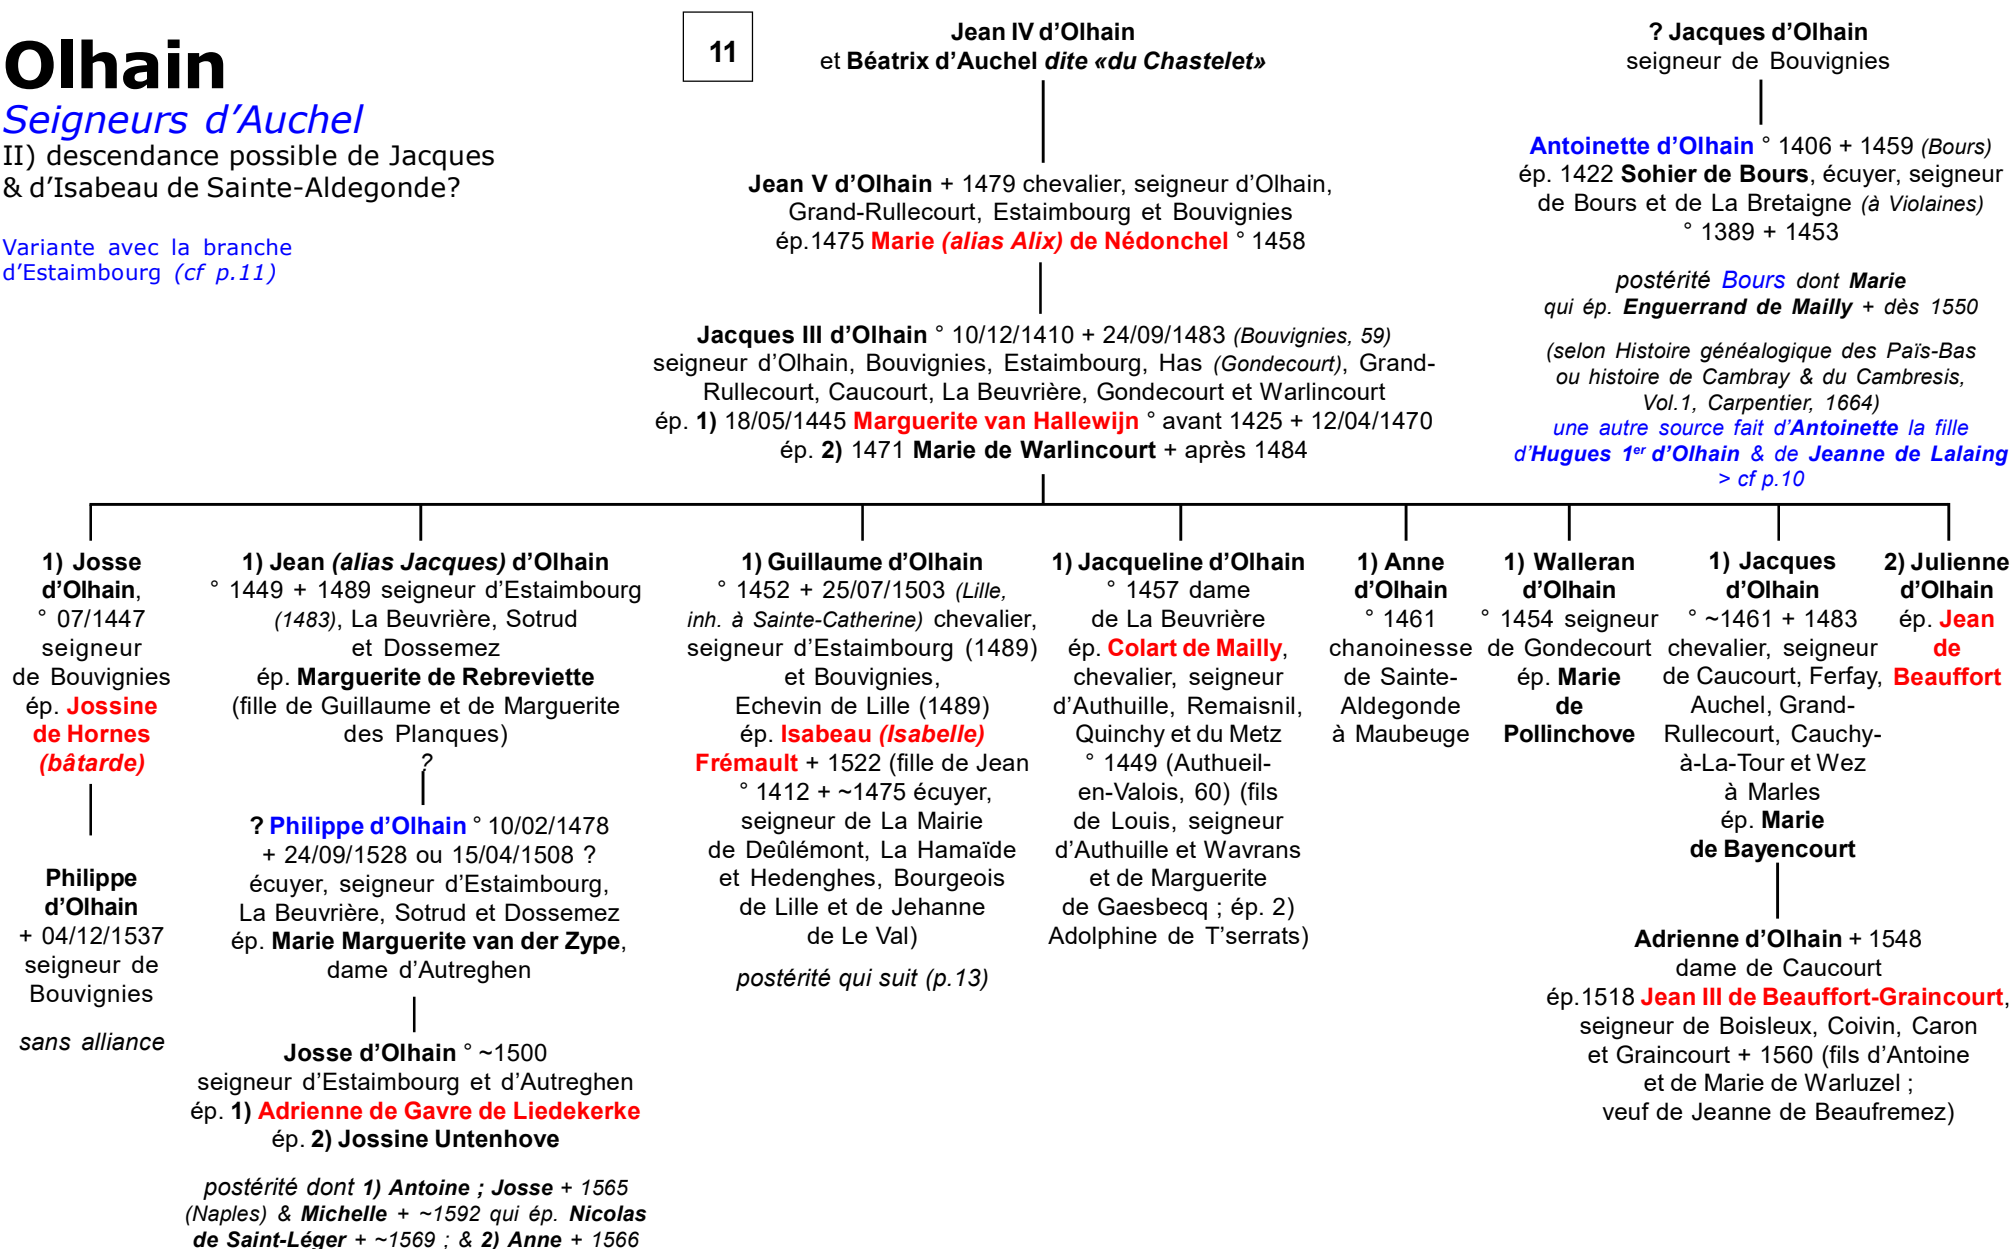 Olhain
Seigneurs d’Auchel
II) descendance possible de Jacques
& d’Isabeau de Sainte-Aldegonde?
Variante avec la branche
d’Estaimbourg (cf p.11)
11
Jean IV d’Olhain
et Béatrix d’Auchel dite «du Chastelet»
Jean V d’Olhain + 1479 chevalier, seigneur d’Olhain,
Grand-Rullecourt, Estaimbourg et Bouvignies
ép.1475 Marie (alias Alix) de Nédonchel ° 1458
Jacques III d’Olhain ° 10/12/1410 + 24/09/1483 (Bouvignies, 59)
seigneur d’Olhain, Bouvignies, Estaimbourg, Has (Gondecourt), Grand-
Rullecourt, Caucourt, La Beuvrière, Gondecourt et Warlincourt
ép. 1) 18/05/1445 Marguerite van Hallewijn ° avant 1425 + 12/04/1470
ép. 2) 1471 Marie de Warlincourt + après 1484
? Jacques d’Olhain
seigneur de Bouvignies
Antoinette d’Olhain ° 1406 + 1459 (Bours)
ép. 1422 Sohier de Bours, écuyer, seigneur
de Bours et de La Bretaigne (à Violaines)
° 1389 + 1453
postérité Bours dont Marie
qui ép. Enguerrand de Mailly + dès 1550
(selon Histoire généalogique des Païs-Bas
ou histoire de Cambray & du Cambresis,
Vol.1, Carpentier, 1664)
une autre source fait d’Antoinette la fille
d’Hugues 1er d’Olhain & de Jeanne de Lalaing
> cf p.10
1) Josse
d’Olhain,
° 07/1447
seigneur
de Bouvignies
ép. Jossine
de Hornes
(bâtarde)
Philippe
d’Olhain
+ 04/12/1537
seigneur de
Bouvignies
sans alliance
1) Jean (alias Jacques) d’Olhain
° 1449 + 1489 seigneur d’Estaimbourg
(1483), La Beuvrière, Sotrud
et Dossemez
ép. Marguerite de Rebreviette
(fille de Guillaume et de Marguerite
des Planques)
?
? Philippe d’Olhain ° 10/02/1478
+ 24/09/1528 ou 15/04/1508 ?
écuyer, seigneur d’Estaimbourg,
La Beuvrière, Sotrud et Dossemez
ép. Marie Marguerite van der Zype,
dame d’Autreghen
Josse d’Olhain ° ~1500
seigneur d’Estaimbourg et d’Autreghen
ép. 1) Adrienne de Gavre de Liedekerke
ép. 2) Jossine Untenhove
postérité dont 1) Antoine ; Josse + 1565
(Naples) & Michelle + ~1592 qui ép. Nicolas
de Saint-Léger + ~1569 ; & 2) Anne + 1566
1) Guillaume d’Olhain
° 1452 + 25/07/1503 (Lille,
inh. à Sainte-Catherine) chevalier,
seigneur d’Estaimbourg (1489)
et Bouvignies,
Echevin de Lille (1489)
ép. Isabeau (Isabelle)
Frémault + 1522 (fille de Jean
° 1412 + ~1475 écuyer,
seigneur de La Mairie
de Deûlémont, La Hamaïde
et Hedenghes, Bourgeois
de Lille et de Jehanne
de Le Val)
postérité qui suit (p.13)
1) Jacqueline d’Olhain
° 1457 dame
de La Beuvrière
ép. Colart de Mailly,
chevalier, seigneur
d’Authuille, Remaisnil,
Quinchy et du Metz
° 1449 (Authueil-
en-Valois, 60) (fils
de Louis, seigneur
d’Authuille et Wavrans
et de Marguerite
de Gaesbecq ; ép. 2)
Adolphine de T’serrats)
1) Anne
d’Olhain
° 1461
chanoinesse
de Sainte-
Aldegonde
à Maubeuge
1) Walleran
d’Olhain
° 1454 seigneur
de Gondecourt
ép. Marie
de
Pollinchove
1) Jacques
d’Olhain
° ~1461 + 1483
chevalier, seigneur
de Caucourt, Ferfay,
Auchel, Grand-
Rullecourt, Cauchy-
à-La-Tour et Wez
à Marles
ép. Marie
de Bayencourt
Adrienne d’Olhain + 1548
dame de Caucourt
ép.1518 Jean III de Beauffort-Graincourt,
seigneur de Boisleux, Coivin, Caron
et Graincourt + 1560 (fils d’Antoine
et de Marie de Warluzel ;
veuf de Jeanne de Beaufremez)
2) Julienne
d’Olhain
ép. Jean
de
Beauffort